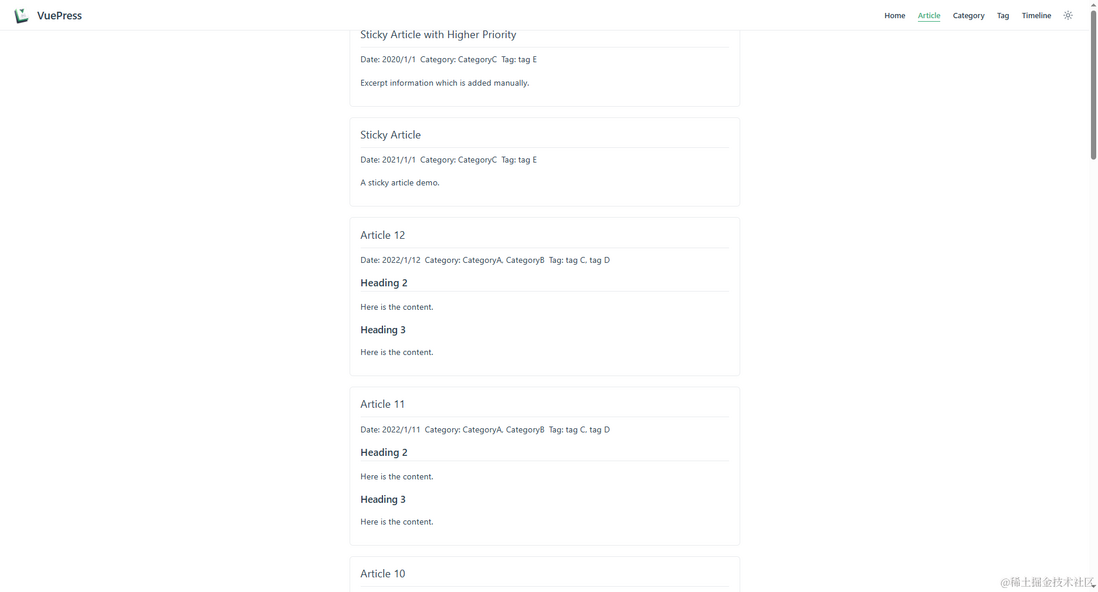 VuePress
Home Article Category Tag Timeline
Sticky Article with Higher Priority
Date: 2020/1/1 Category: CategoryC Tag: tag E
Excerpt information which is added manually.
Sticky Article
Date: 2021/1/1 Category: CategoryC Tag: tag E
A sticky article demo.
Article 12
Date: 2022/1/12 Category: CategoryA, CategoryB Tag: tag C, tag D
Heading 2
Here is the content.
Heading 3
Here is the content.
Article 11
Date: 2022/1/11 Category: CategoryA, CategoryB Tag: tag C, tag D
Heading 2
Here is the content.
Heading 3
Here is the content.
Article 10
@稀土掘金技术社区